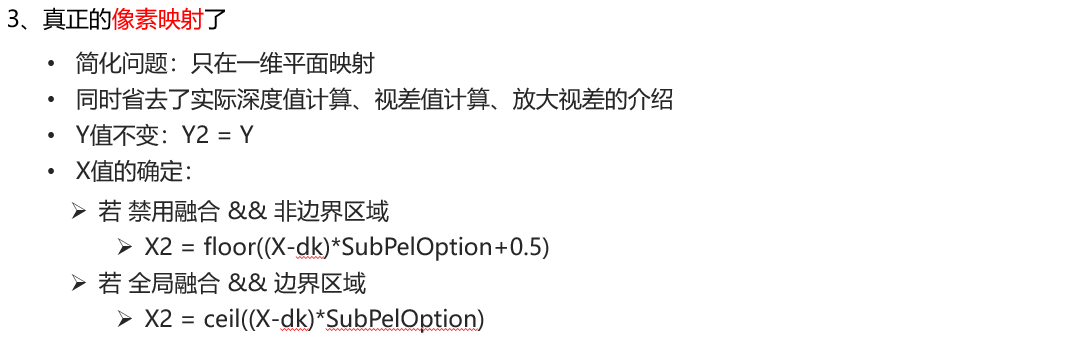 3、真正的像素映射了
• 简化问题：只在一维平面映射
• 同时省去了实际深度值计算、视差值计算、放大视差的介绍
• Y值不变：Y2 = Y
• X值的确定：
➢ 若 禁用融合 && 非边界区域
➢ X2 = floor((X-dk)*SubPelOption+0.5)
➢ 若 全局融合 && 边界区域
➢ X2 = ceil((X-dk)*SubPelOption)